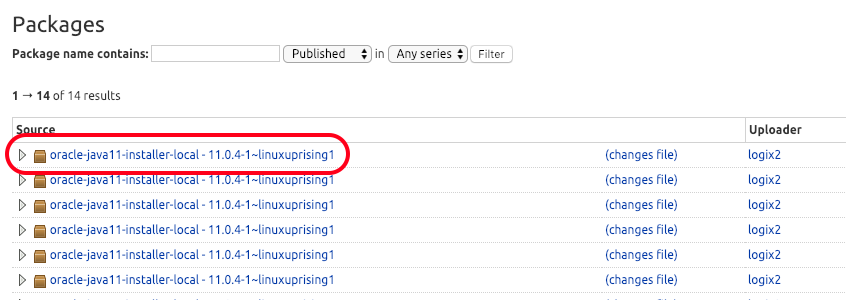 Packages
Package name contains: Published in Any series Filter
1 → 14 of 14 results
Source Uploader
oracle-java11-installer-local - 11.0.4-1~linuxuprising1 (changes file) logix2
oracle-java11-installer-local - 11.0.4-1~linuxuprising1 (changes file) logix2
oracle-java11-installer-local - 11.0.4-1~linuxuprising1 (changes file) logix2
oracle-java11-installer-local - 11.0.4-1~linuxuprising1 (changes file) logix2
oracle-java11-installer-local - 11.0.4-1~linuxuprising1 (changes file) logix2
oracle-java11-installer-local - 11.0.4-1~linuxuprising1 (changes file) logix2